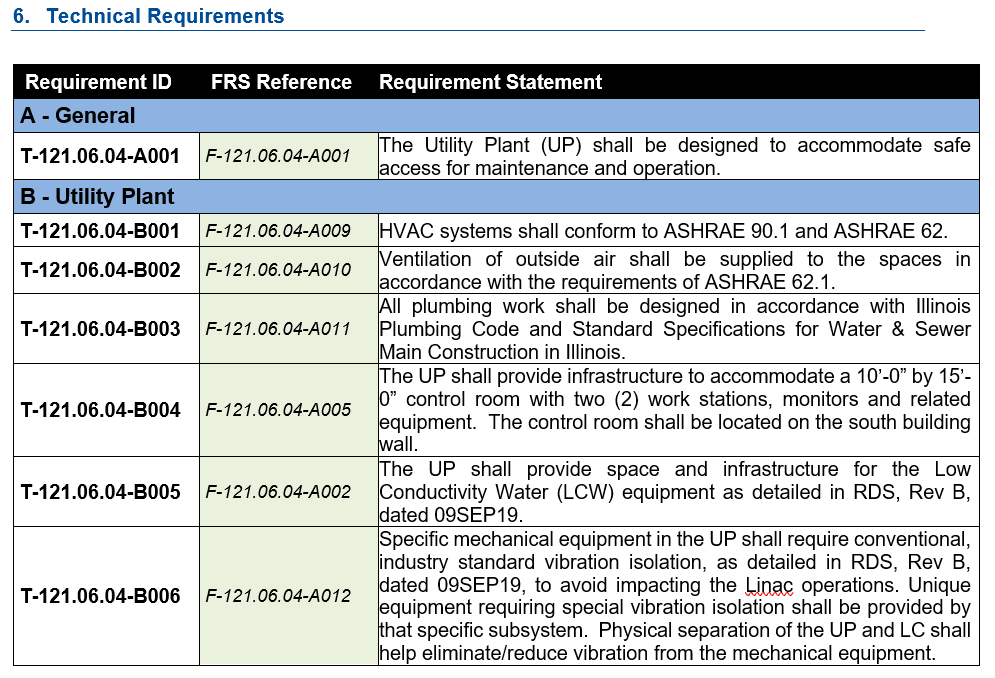 6. Technical Requirements
Requirement ID FRS Reference Requirement Statement
A - General
T-121.06.04-A001 F-121.06.04-A001 The Utility Plant (UP) shall be designed to accommodate safe
access for maintenance and operation.
B - Utility Plant
T-121.06.04-B001 F-121.06.04-A009 HVAC systems shall conform to ASHRAE 90.1 and ASHRAE 62.
T-121.06.04-B002 F-121.06.04-A010 Ventilation of outside air shall be supplied to the spaces in
accordance with the requirements of ASHRAE 62.1.
T-121.06.04-B003 F-121.06.04-A011 All plumbing work shall be designed in accordance with Illinois
Plumbing Code and Standard Specifications for Water & Sewer
Main Construction in Illinois.
T-121.06.04-B004 F-121.06.04-A005 The UP shall provide infrastructure to accommodate a 10’-0” by 15’-
0” control room with two (2) work stations, monitors and related
equipment. The control room shall be located on the south building
wall.
T-121.06.04-B005 F-121.06.04-A002 The UP shall provide space and infrastructure for the Low
Conductivity Water (LCW) equipment as detailed in RDS, Rev B,
dated 09SEP19.
T-121.06.04-B006 F-121.06.04-A012 Specific mechanical equipment in the UP shall require conventional,
industry standard vibration isolation, as detailed in RDS, Rev B,
dated 09SEP19, to avoid impacting the Linac operations. Unique
equipment requiring special vibration isolation shall be provided by
that specific subsystem. Physical separation of the UP and LC shall
help eliminate/reduce vibration from the mechanical equipment.